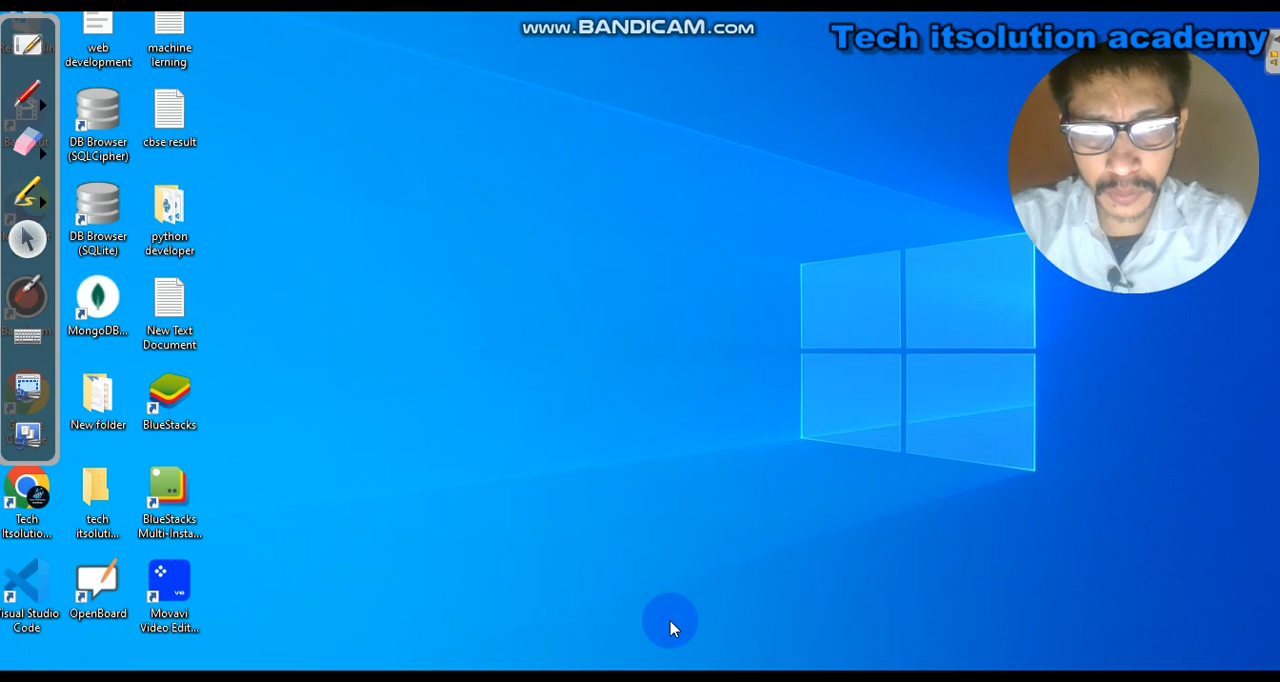 www.BANDICAM.com
Tech itsolution academy
web
development
machine
lerning
DB Browser
(SQLCipher)
cbse result
DB Browser
(SQLite)
python
developer
MongoDB...
New Text
Document
New folder
BlueStacks
Tech
Itsolutio...
tech
itsoluti...
BlueStacks
Multi-Insta...
isual Studio
Code
OpenBoard
Movavi
Video Edit...